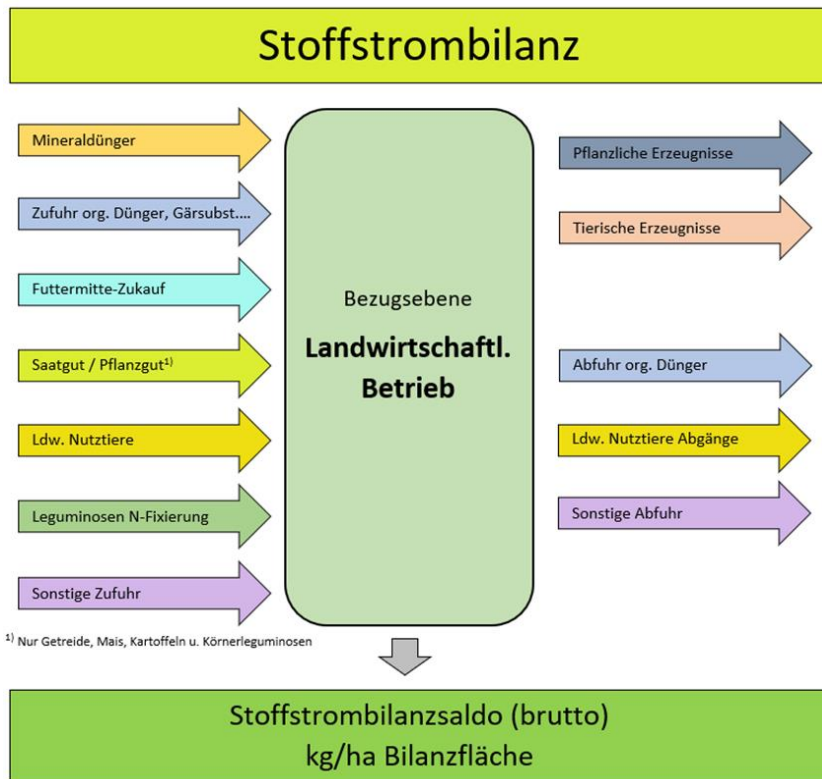 Stoffstrombilanz
Mineraldünger
Zufuhr org. Dünger, Gärsubst....
Futtermitte-Zukauf
Saatgut / Pflanzgut¹⁾
Ldw. Nutztiere
Leguminosen N-Fixierung
Sonstige Zufuhr
¹⁾ Nur Getreide, Mais, Kartoffeln u. Körnerleguminosen
Bezugsebene
Landwirtschaftl.
Betrieb
Pflanzliche Erzeugnisse
Tierische Erzeugnisse
Abfuhr org. Dünger
Ldw. Nutztiere Abgänge
Sonstige Abfuhr
Stoffstrombilanzsaldo (brutto)
kg/ha Bilanzfläche